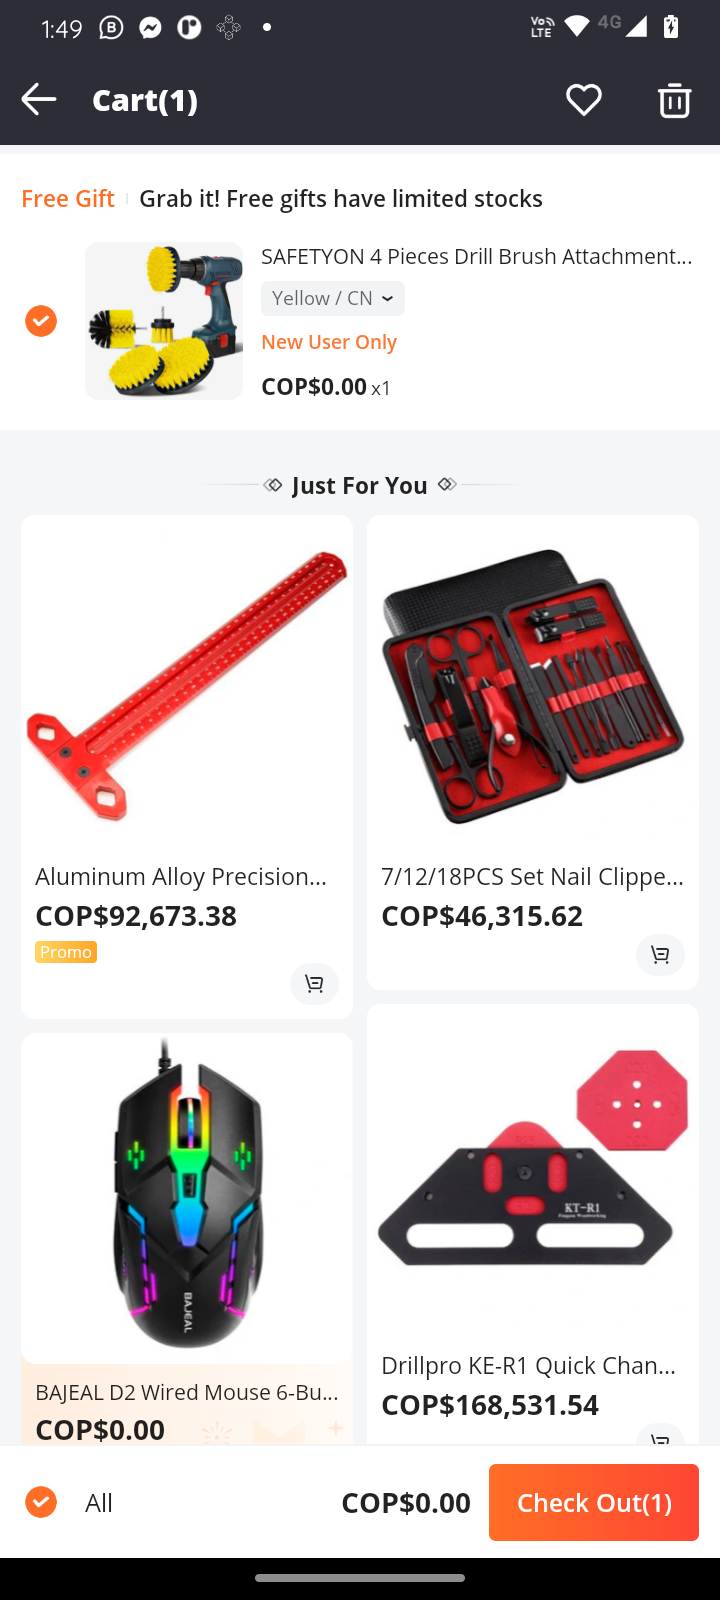 1:49
VoLTE
4G
Cart(1)
Free Gift
Grab it! Free gifts have limited stocks
SAFETYON 4 Pieces Drill Brush Attachment...
Yellow / CN
New User Only
COP$0.00 x1
Just For You
Aluminum Alloy Precision...
COP$92,673.38
Promo
7/12/18PCS Set Nail Clippe...
COP$46,315.62
BAJEAL
BAJEAL D2 Wired Mouse 6-Bu...
COP$0.00
KT-R1
Drillpro KE-R1 Quick Chan...
COP$168,531.54
All
COP$0.00
Check Out(1)